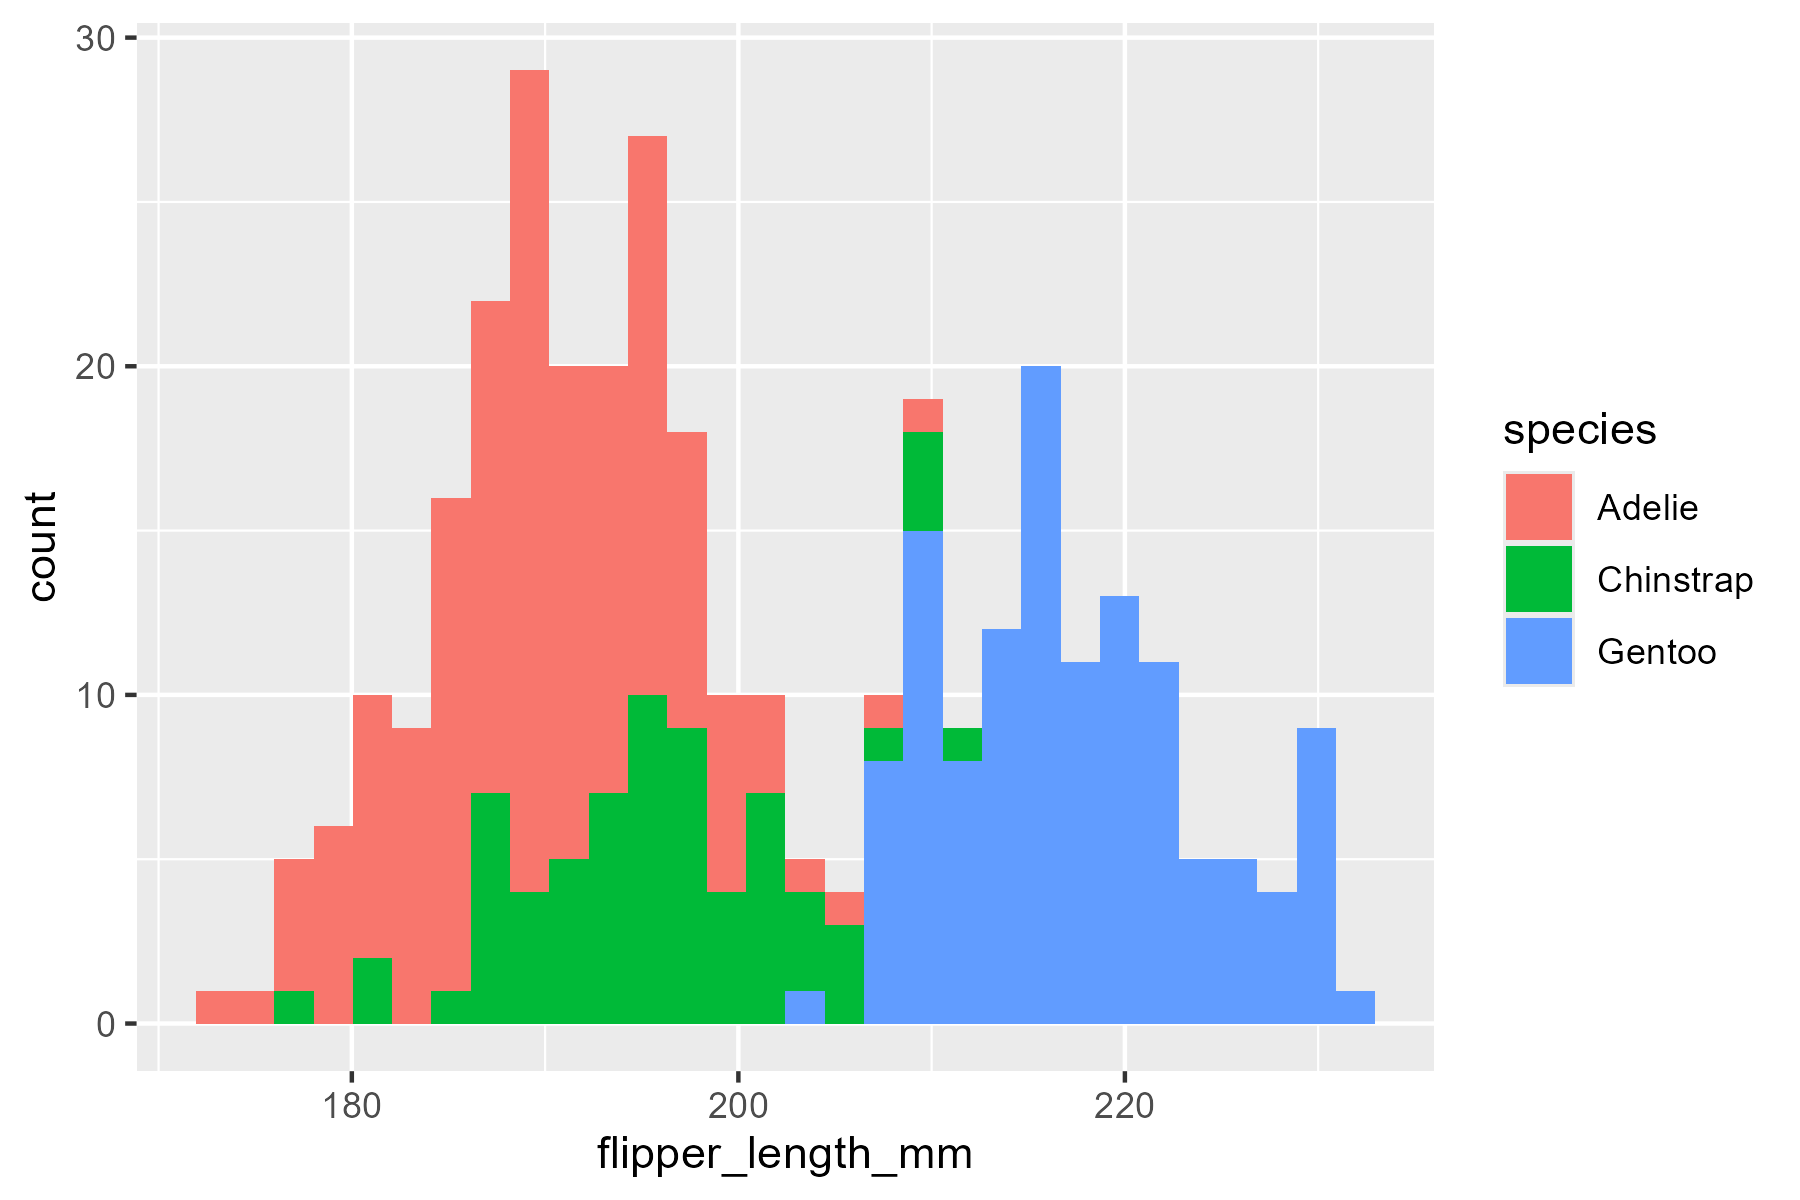 30
20
10
0
count
180 200 220
flipper_length_mm
species
Adelie
Chinstrap
Gentoo